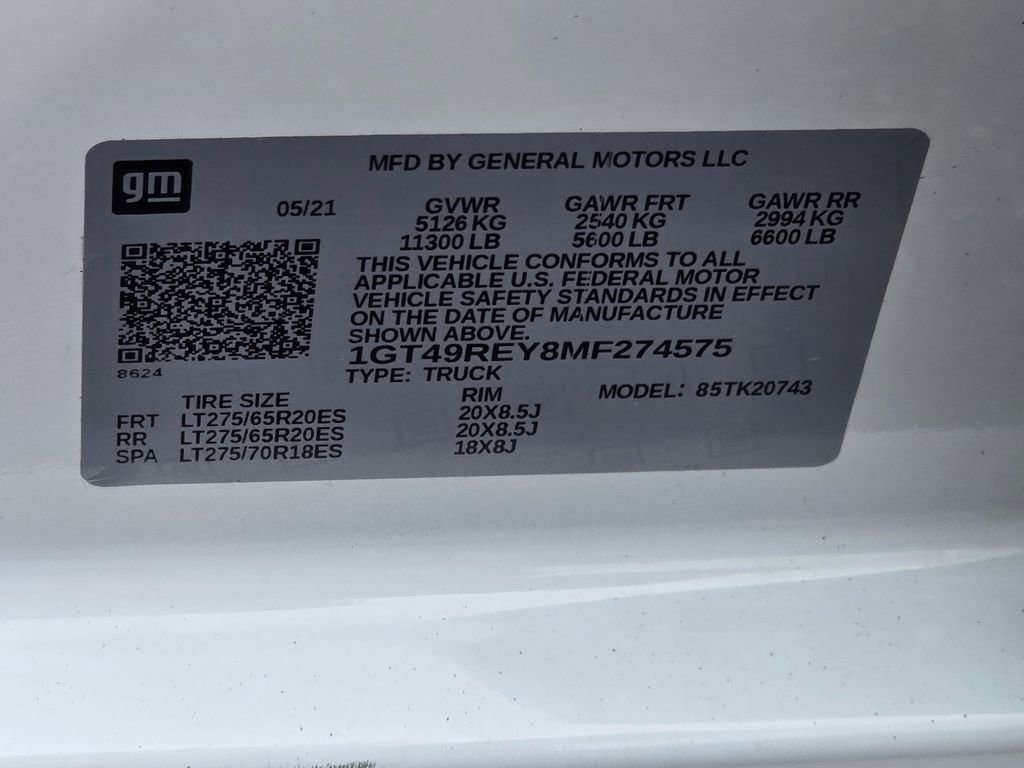 gm
MFD BY GENERAL MOTORS LLC
05/21 GVWR GAWR FRT GAWR RR
5126 KG 2540 KG 2994 KG
11300 LB 5600 LB 6600 LB
THIS VEHICLE CONFORMS TO ALL
APPLICABLE U.S. FEDERAL MOTOR
VEHICLE SAFETY STANDARDS IN EFFECT
ON THE DATE OF MANUFACTURE
SHOWN ABOVE.
1GT49REY8MF274575
8624
TYPE: TRUCK
MODEL: 85TK20743
TIRE SIZE RIM
FRT LT275/65R20ES 20X8.5J
RR LT275/65R20ES 20X8.5J
SPA LT275/70R18ES 18X8J